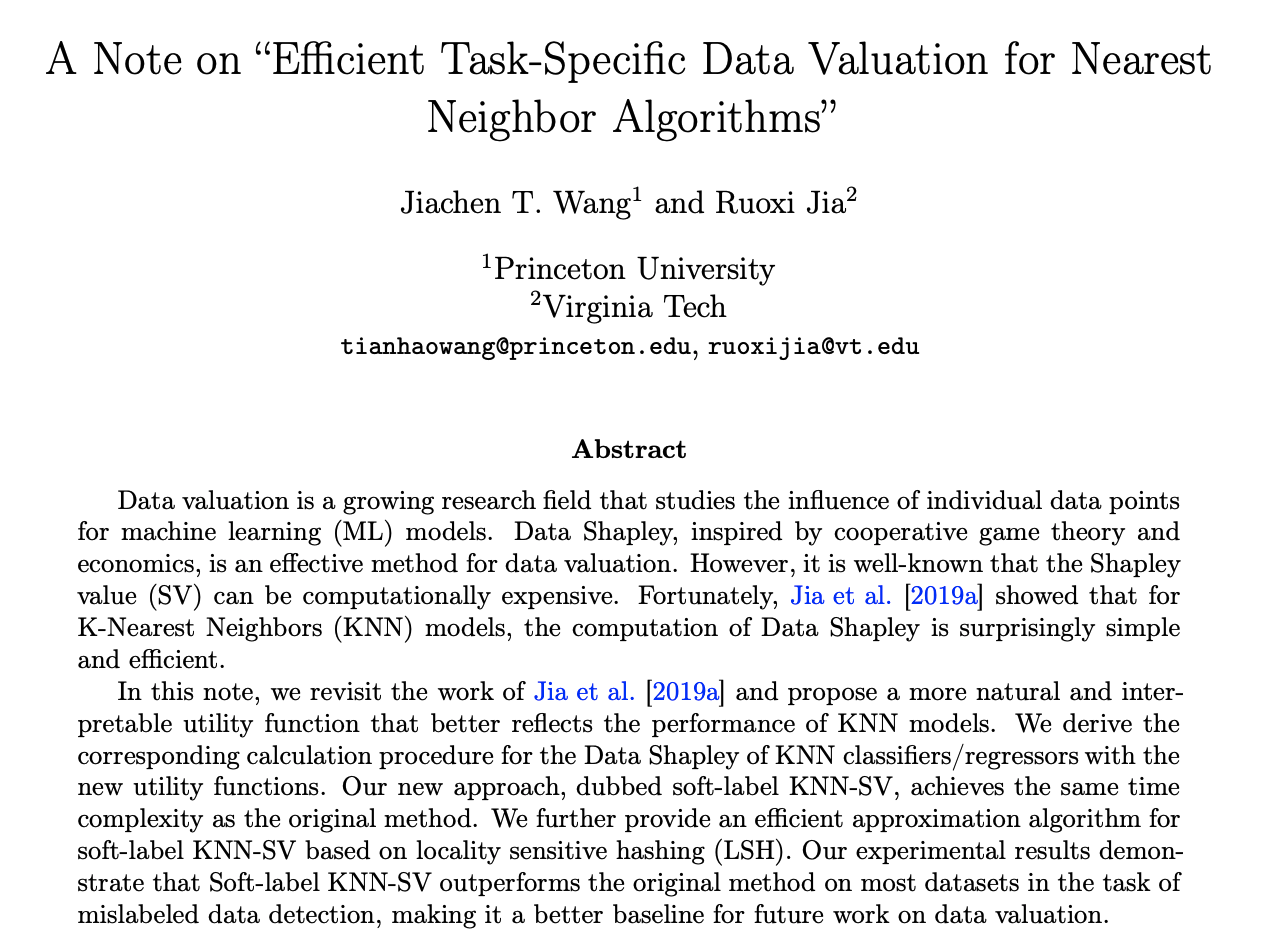 A Note on “Efficient Task-Specific Data Valuation for Nearest
Neighbor Algorithms”
Jiachen T. Wang¹ and Ruoxi Jia²
¹Princeton University
²Virginia Tech
tianhaowang@princeton.edu, ruoxijia@vt.edu
Abstract
Data valuation is a growing research field that studies the influence of individual data points
for machine learning (ML) models. Data Shapley, inspired by cooperative game theory and
economics, is an effective method for data valuation. However, it is well-known that the Shapley
value (SV) can be computationally expensive. Fortunately, Jia et al. [2019a] showed that for
K-Nearest Neighbors (KNN) models, the computation of Data Shapley is surprisingly simple
and efficient.
In this note, we revisit the work of Jia et al. [2019a] and propose a more natural and inter-
pretable utility function that better reflects the performance of KNN models. We derive the
corresponding calculation procedure for the Data Shapley of KNN classifiers/regressors with the
new utility functions. Our new approach, dubbed soft-label KNN-SV, achieves the same time
complexity as the original method. We further provide an efficient approximation algorithm for
soft-label KNN-SV based on locality sensitive hashing (LSH). Our experimental results demon-
strate that Soft-label KNN-SV outperforms the original method on most datasets in the task of
mislabeled data detection, making it a better baseline for future work on data valuation.